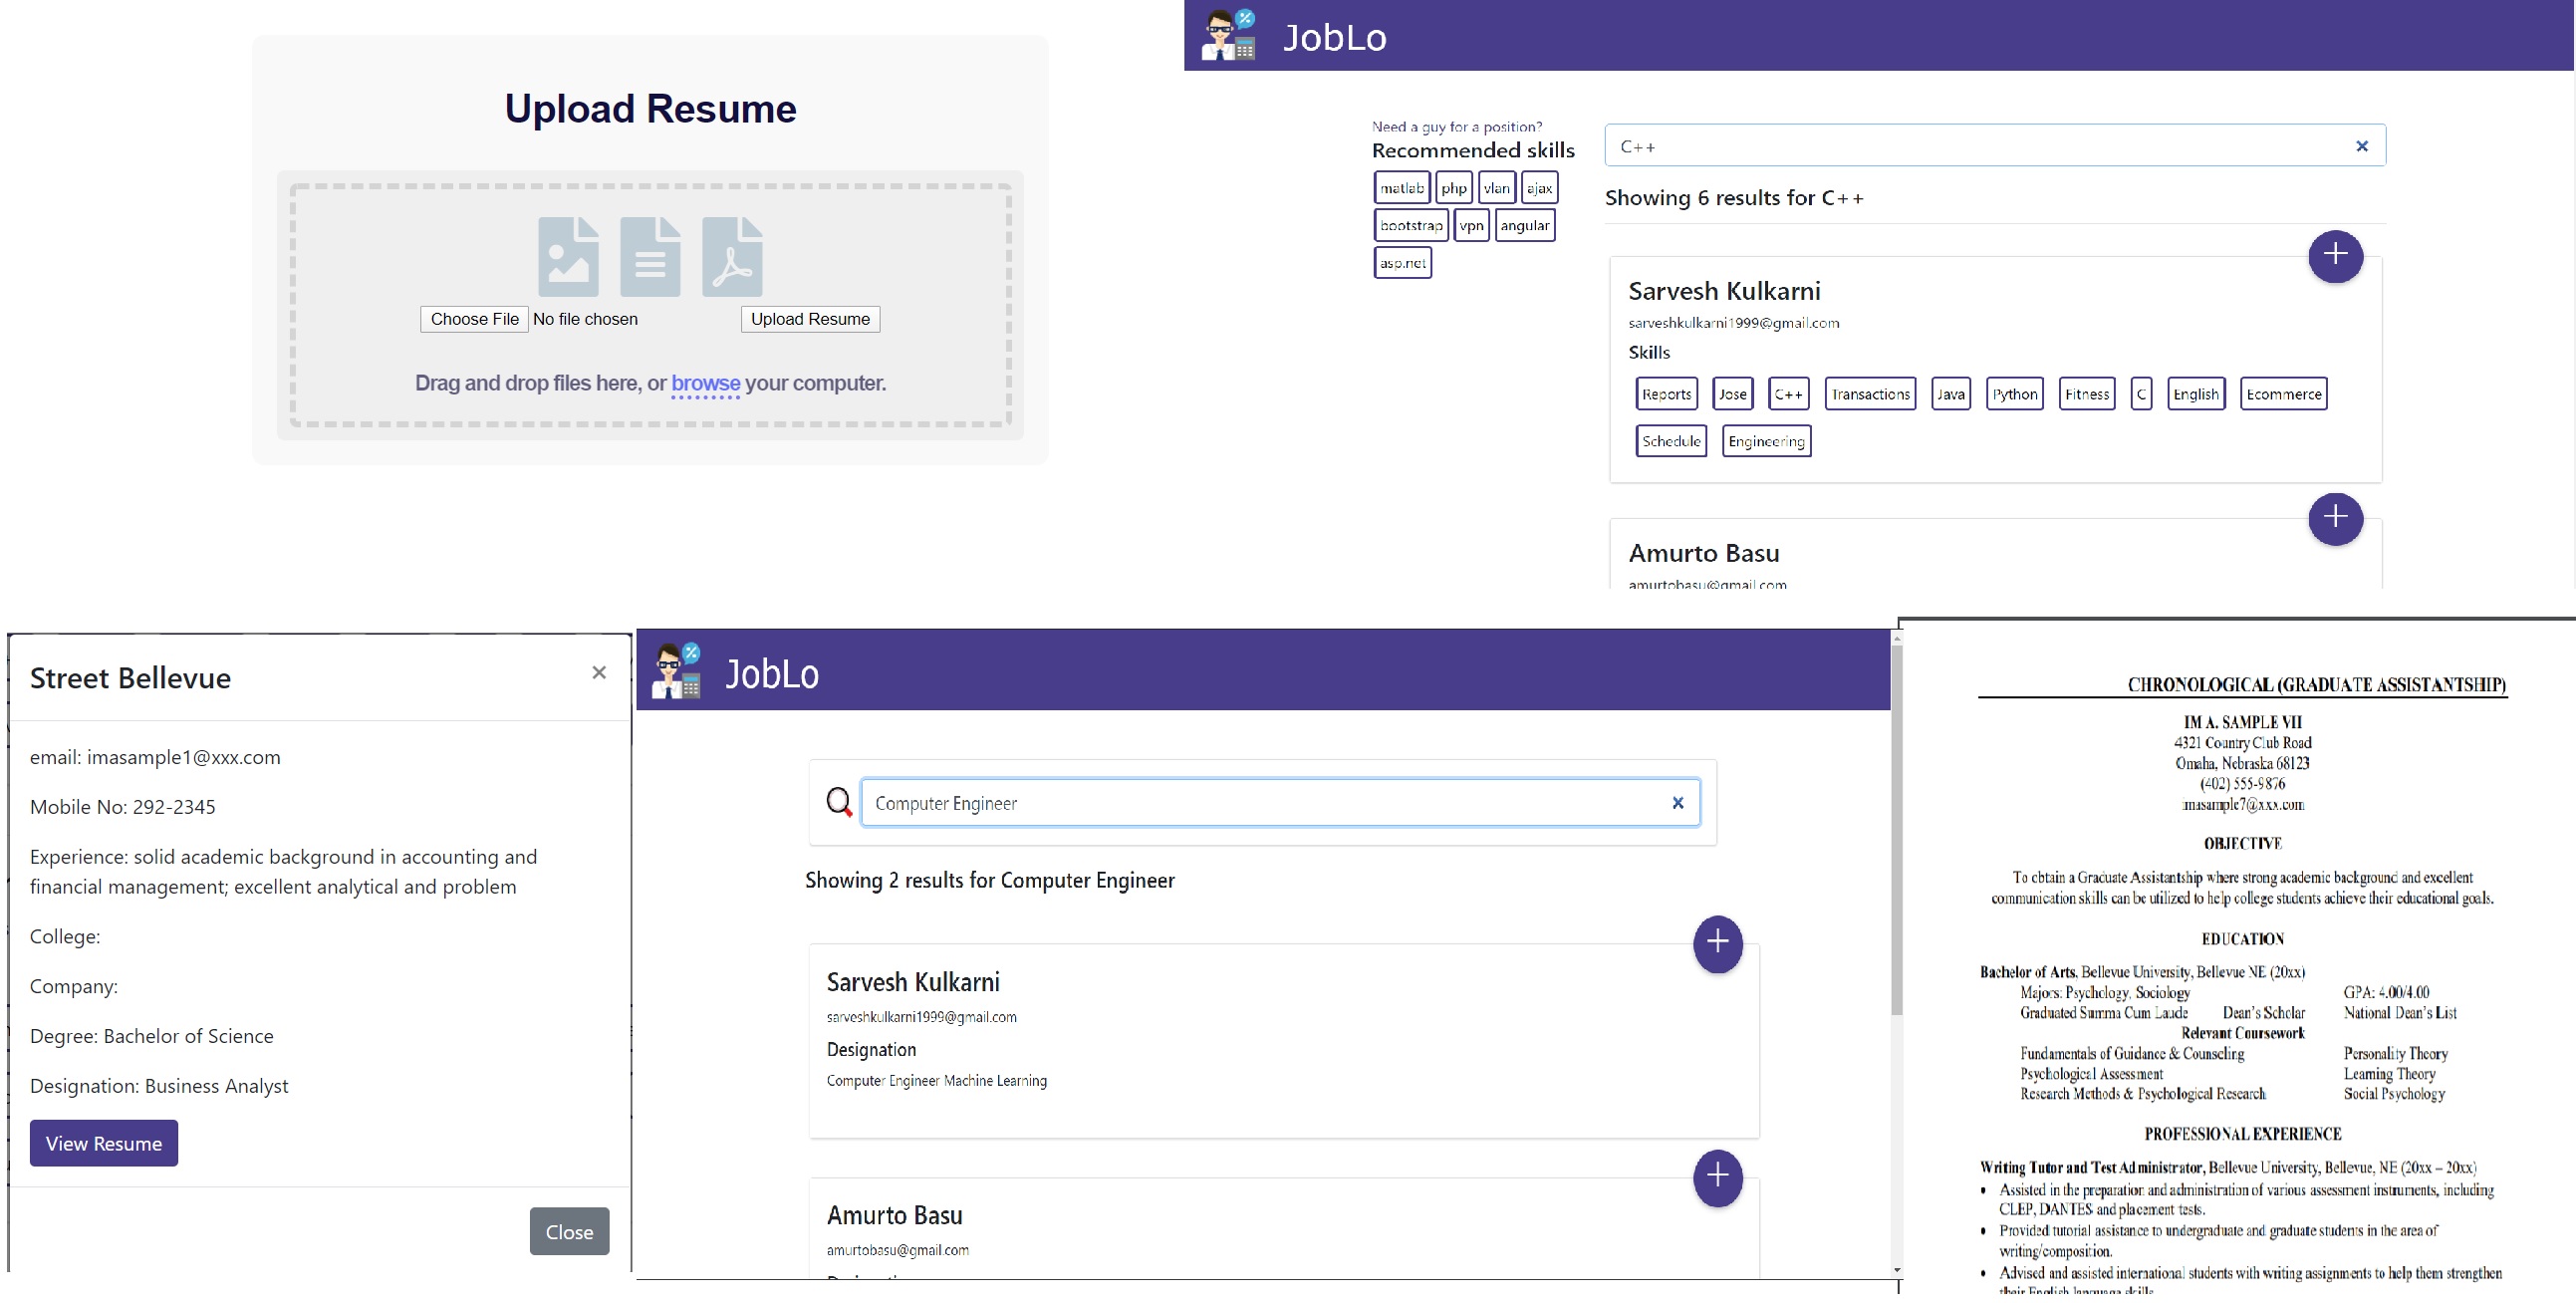 Upload Resume
Choose File No file chosen Upload Resume
Drag and drop files here, or browse your computer.
JobLo
Need a guy for a position?
Recommended skills
matlab php vlan ajax
bootstrap vpn angular
asp.net
C++ ×
Showing 6 results for C++
+
Sarvesh Kulkarni
sarveshkulkarni1999@gmail.com
Skills
Reports Jose C++ Transactions Java Python Fitness C English Ecommerce
Schedule Engineering
+
Amurto Basu
amurtobasu@gmail.com
Street Bellevue ×
email: imasample1@xxx.com
Mobile No: 292-2345
Experience: solid academic background in accounting and
financial management; excellent analytical and problem
College:
Company:
Degree: Bachelor of Science
Designation: Business Analyst
View Resume
Close
JobLo
Computer Engineer ×
Showing 2 results for Computer Engineer
+
Sarvesh Kulkarni
sarveshkulkarni1999@gmail.com
Designation
Computer Engineer Machine Learning
+
Amurto Basu
amurtobasu@gmail.com
CHRONOLOGICAL (GRADUATE ASSISTANTSHIP)
IM A. SAMPLE VII
4321 Country Club Road
Omaha, Nebraska 68123
(402) 555-9876
imasample7@xxx.com
OBJECTIVE
To obtain a Graduate Assistantship where strong academic background and excellent
communication skills can be utilized to help college students achieve their educational goals.
EDUCATION
Bachelor of Arts, Bellevue University, Bellevue NE (20xx)
Majors: Psychology, Sociology GPA: 4.00/4.00
Graduated Summa Cum Laude Dean's Scholar National Dean's List
Relevant Coursework
Fundamentals of Guidance & Counseling Personality Theory
Psychological Assessment Learning Theory
Research Methods & Psychological Research Social Psychology
PROFESSIONAL EXPERIENCE
Writing Tutor and Test Administrator, Bellevue University, Bellevue, NE (20xx – 20xx)
• Assisted in the preparation and administration of various assessment instruments, including
CLEP, DANTES and placement tests.
• Provided tutorial assistance to undergraduate and graduate students in the area of
writing/composition.
• Advised and assisted international students with writing assignments to help them strengthen
their English language skills.